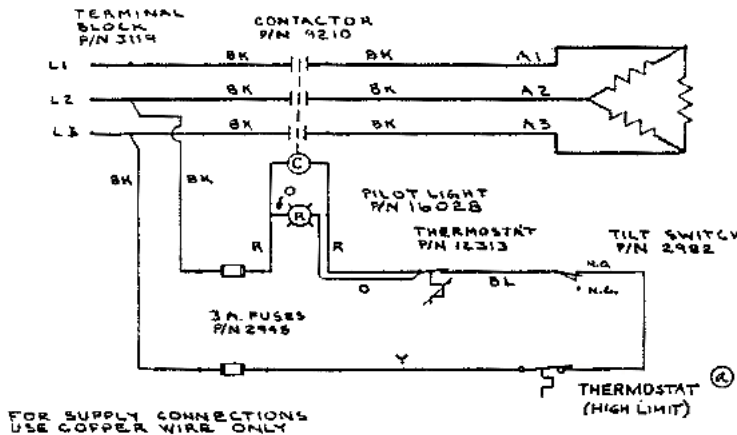 TERMINAL
BLOCK
P/N 3114
CONTACTOR
P/N 9210
L1
BK
BK
A1
L2
BK
BK
A2
L3
BK
BK
A3
C
BK
BK
O
R
PILOT LIGHT
P/N 16028
THERMOSTAT
P/N 12313
TILT SWITCH
P/N 2982
R
R
O
BL
N.O.
N.C.
3 A. FUSES
P/N 2945
Y
THERMOSTAT
(HIGH LIMIT)
a
FOR SUPPLY CONNECTIONS
USE COPPER WIRE ONLY